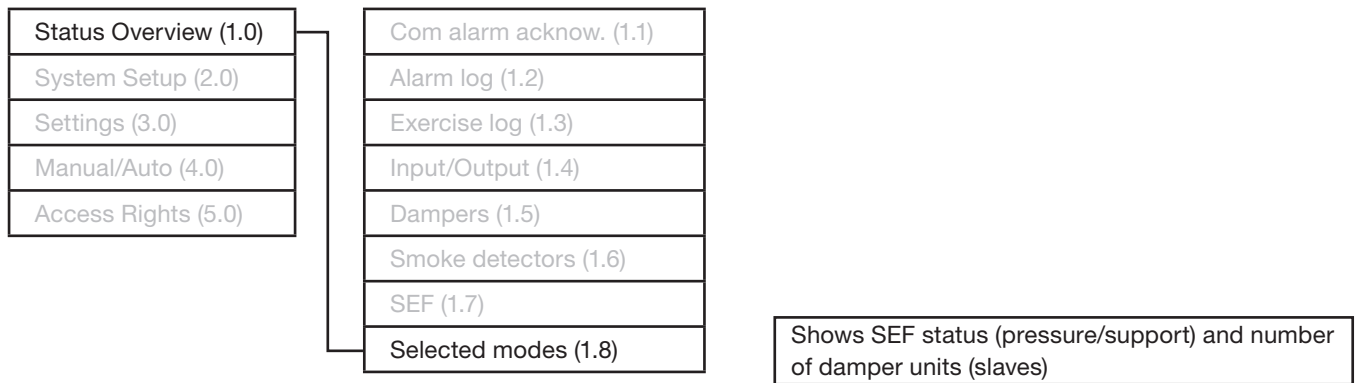 Status Overview (1.0)
System Setup (2.0)
Settings (3.0)
Manual/Auto (4.0)
Access Rights (5.0)
Com alarm acknow. (1.1)
Alarm log (1.2)
Exercise log (1.3)
Input/Output (1.4)
Dampers (1.5)
Smoke detectors (1.6)
SEF (1.7)
Selected modes (1.8)
Shows SEF status (pressure/support) and number
of damper units (slaves)